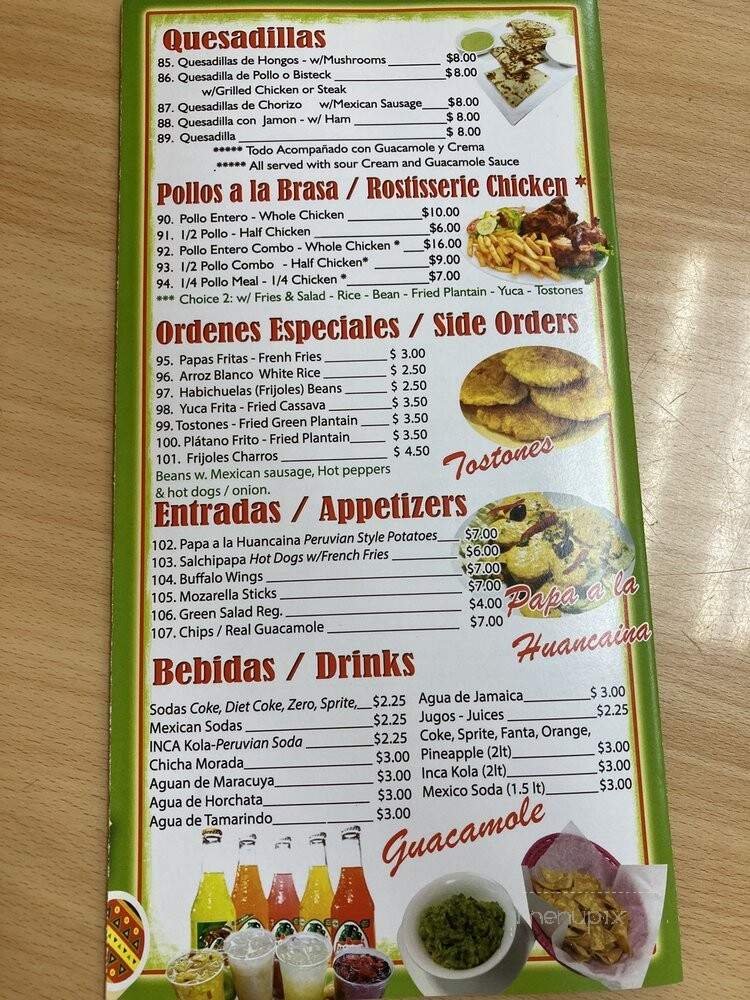 Quesadillas
85. Quesadillas de Hongos - w/Mushrooms $8.00
86. Quesadilla de Pollo o Bisteck $8.00
w/Grilled Chicken or Steak
87. Quesadillas de Chorizo w/Mexican Sausage $8.00
88. Quesadilla con Jamon - w/ Ham $ 8.00
89. Quesadilla $ 8.00
***** Todo Acompañado con Guacamole y Crema
.***** All served with sour Cream and Guacamole Sauce
Pollos a la Brasa / Rostisserie Chicken *
90. Pollo Entero - Whole Chicken $10.00
91. 1/2 Pollo - Half Chicken $6.00
92. Pollo Entero Combo - Whole Chicken * $16.00
93. 1/2 Pollo Combo - Half Chicken* $9.00
94. 1/4 Pollo Meal - 1/4 Chicken * $7.00
*** Choice 2: w/ Fries & Salad - Rice - Bean - Fried Plantain - Yuca - Tostones
Ordenes Especiales / Side Orders
95. Papas Fritas - Frenh Fries $ 3.00
96. Arroz Blanco White Rice $ 2.50
97. Habichuelas (Frijoles) Beans $ 2.50
98. Yuca Frita - Fried Cassava $ 3.50
99. Tostones - Fried Green Plantain $ 3.50
100. Plátano Frito - Fried Plantain $ 3.50
101. Frijoles Charros $ 4.50
Beans w. Mexican sausage, Hot peppers
& hot dogs / onion.
Tostones
Entradas / Appetizers
102. Papa a la Huancaina Peruvian Style Potatoes $7.00
103. Salchipapa Hot Dogs w/French Fries $6.00
104. Buffalo Wings $7.00
105. Mozarella Sticks $7.00
106. Green Salad Reg. $4.00
107. Chips / Real Guacamole $7.00
Papa a la
Huancaina
Bebidas / Drinks
Sodas Coke, Diet Coke, Zero, Sprite, $2.25
Mexican Sodas $2.25
INCA Kola-Peruvian Soda $2.25
Chicha Morada $3.00
Aguan de Maracuya $3.00
Agua de Horchata $3.00
Agua de Tamarindo $3.00
Agua de Jamaica $ 3.00
Jugos - Juices $2.25
Coke, Sprite, Fanta, Orange,
Pineapple (2lt) $3.00
Inca Kola (2lt) $3.00
Mexico Soda (1.5 lt) $3.00
Guacamole
menupix